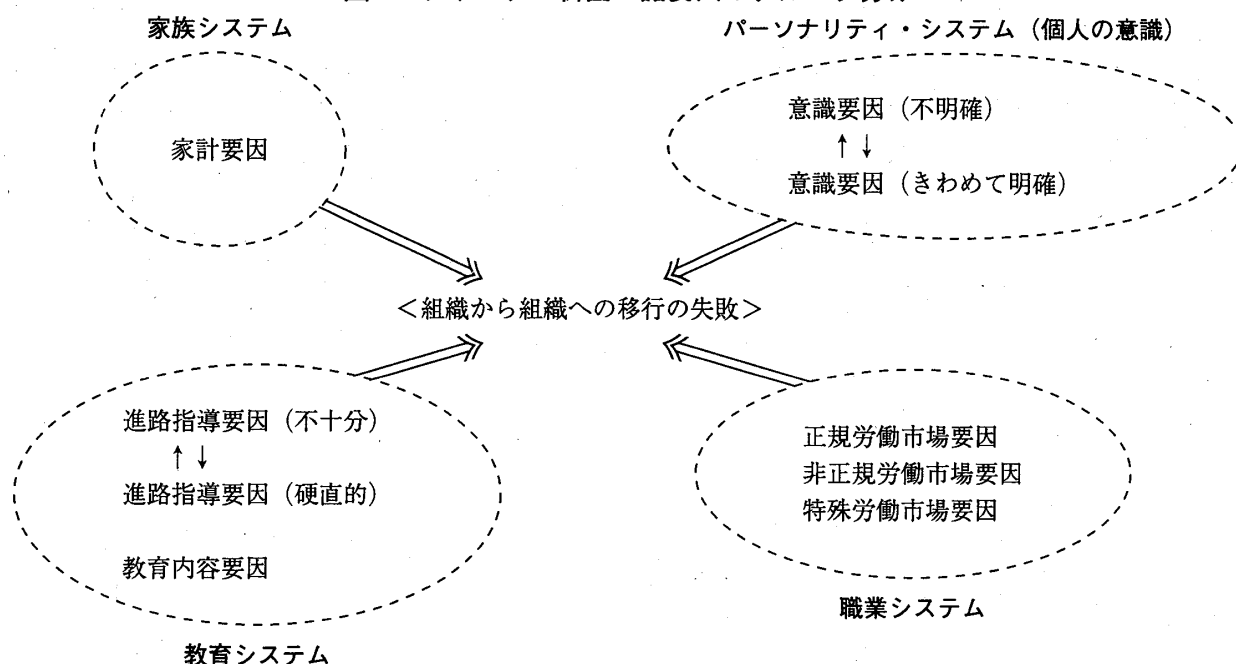 家族システム
パーソナリティ・システム（個人の意識）
家計要因
意識要因（不明確）
↑↓
意識要因（きわめて明確）
＜組織から組織への移行の失敗＞
進路指導要因（不十分）
↑↓
進路指導要因（硬直的）
教育内容要因
正規労働市場要因
非正規労働市場要因
特殊労働市場要因
職業システム
教育システム